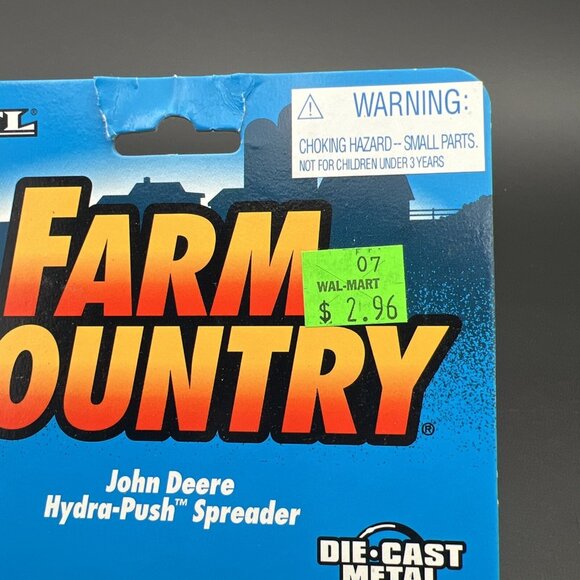 TL®
WARNING:
CHOKING HAZARD -- SMALL PARTS.
NOT FOR CHILDREN UNDER 3 YEARS
FARM
OUNTRY®
07
WAL-MART
$ 2.96
John Deere
Hydra-Push™ Spreader
DIE•CAST
METAL